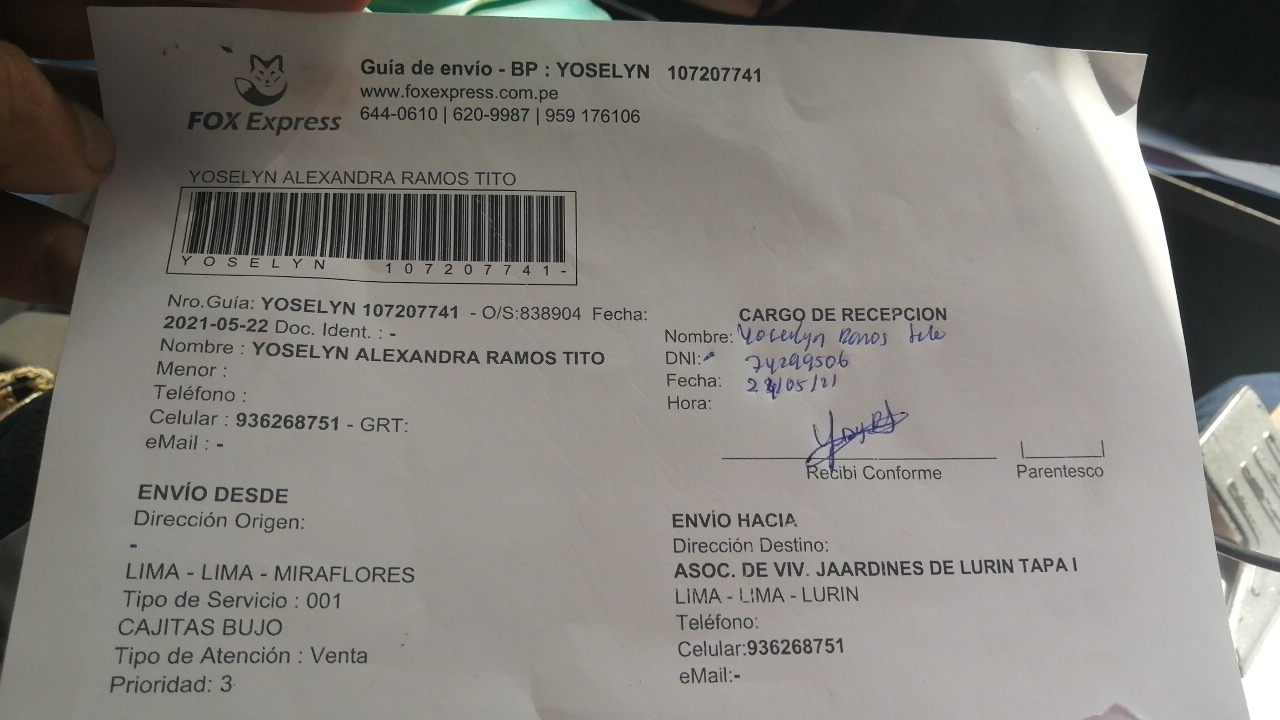 FOX Express
Guía de envío - BP : YOSELYN 107207741
www.foxexpress.com.pe
644-0610 | 620-9987 | 959 176106
YOSELYN ALEXANDRA RAMOS TITO
YOSELYN 107207741-
Nro.Guía: YOSELYN 107207741 - O/S:838904 Fecha:
2021-05-22 Doc. Ident. : -
Nombre : YOSELYN ALEXANDRA RAMOS TITO
Menor :
Teléfono :
Celular : 936268751 - GRT:
eMail : -
CARGO DE RECEPCION
Nombre: Yoselyn Ramos
DNI: 74299506
Fecha: /05/21
Hora:
Recibi Conforme
Parentesco
ENVÍO DESDE
Dirección Origen:
-
LIMA - LIMA - MIRAFLORES
Tipo de Servicio : 001
CAJITAS BUJO
Tipo de Atención : Venta
Prioridad: 3
ENVÍO HACIA
Dirección Destino:
ASOC. DE VIV. JAARDINES DE LURIN TAPA I
LIMA - LIMA - LURIN
Teléfono:
Celular:936268751
eMail:-